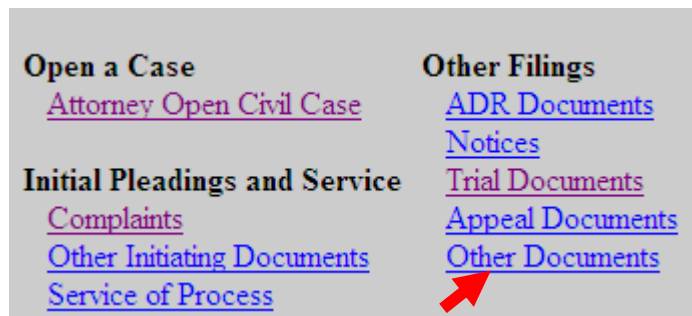 Open a Case
Attorney Open Civil Case
Initial Pleadings and Service
Complaints
Other Initiating Documents
Service of Process
Other Filings
ADR Documents
Notices
Trial Documents
Appeal Documents
Other Documents